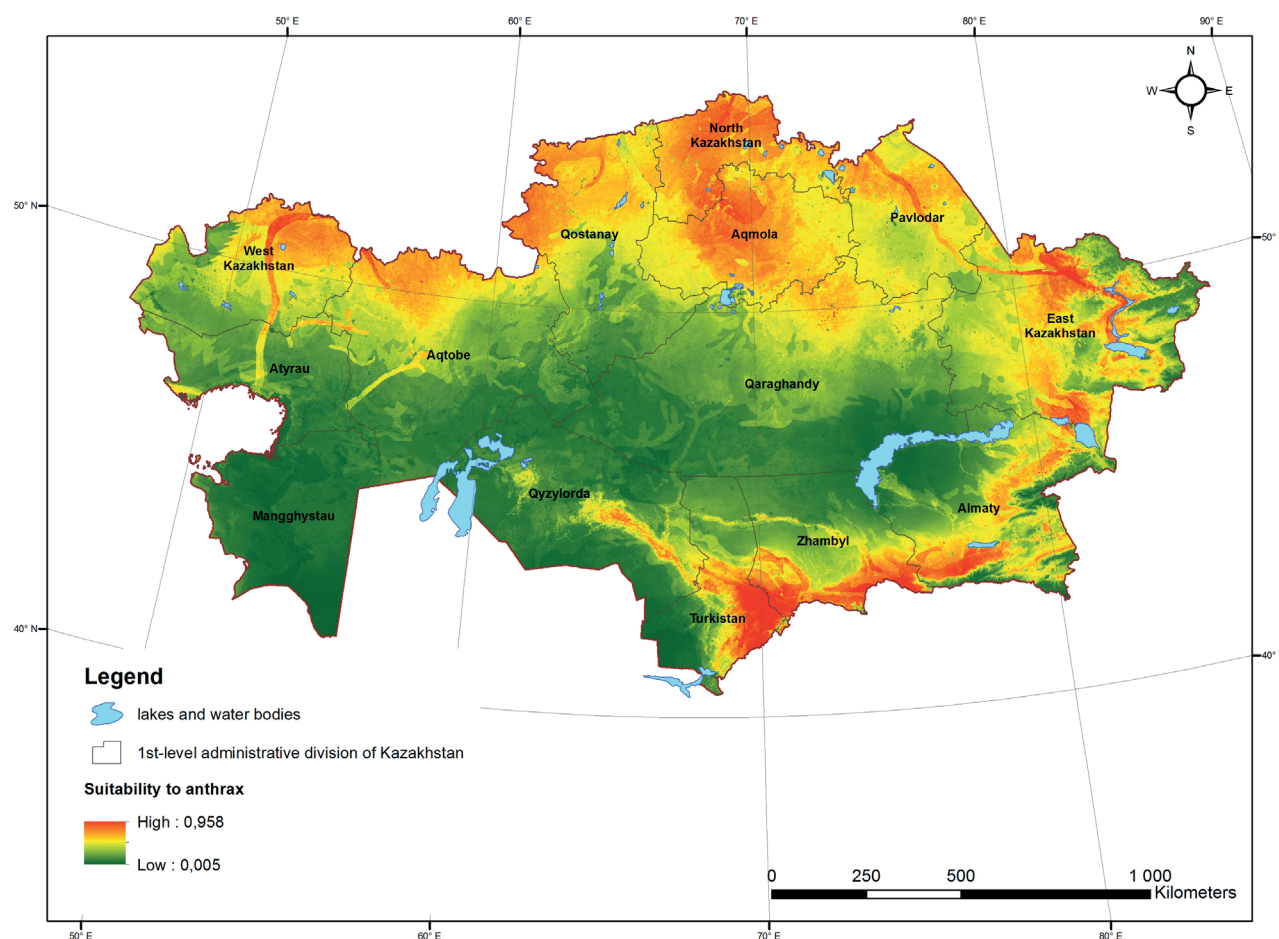 50° E
60° E
70° E
80° E
90° E
N
W
E
S
North
Kazakhstan
50° N
50°
Pavlodar
Qostanay
Aqmola
West
Kazakhstan
East
Kazakhstan
Aqtobe
Atyrau
Qaraghandy
Qyzylorda
Almaty
Mangghystau
Zhambyl
Turkistan
40° N
40°
Legend
lakes and water bodies
1st-level administrative division of Kazakhstan
Suitability to anthrax
High : 0,958
Low : 0,005
0 250 500 1 000
Kilometers
50° E
60° E
70° E
80° E